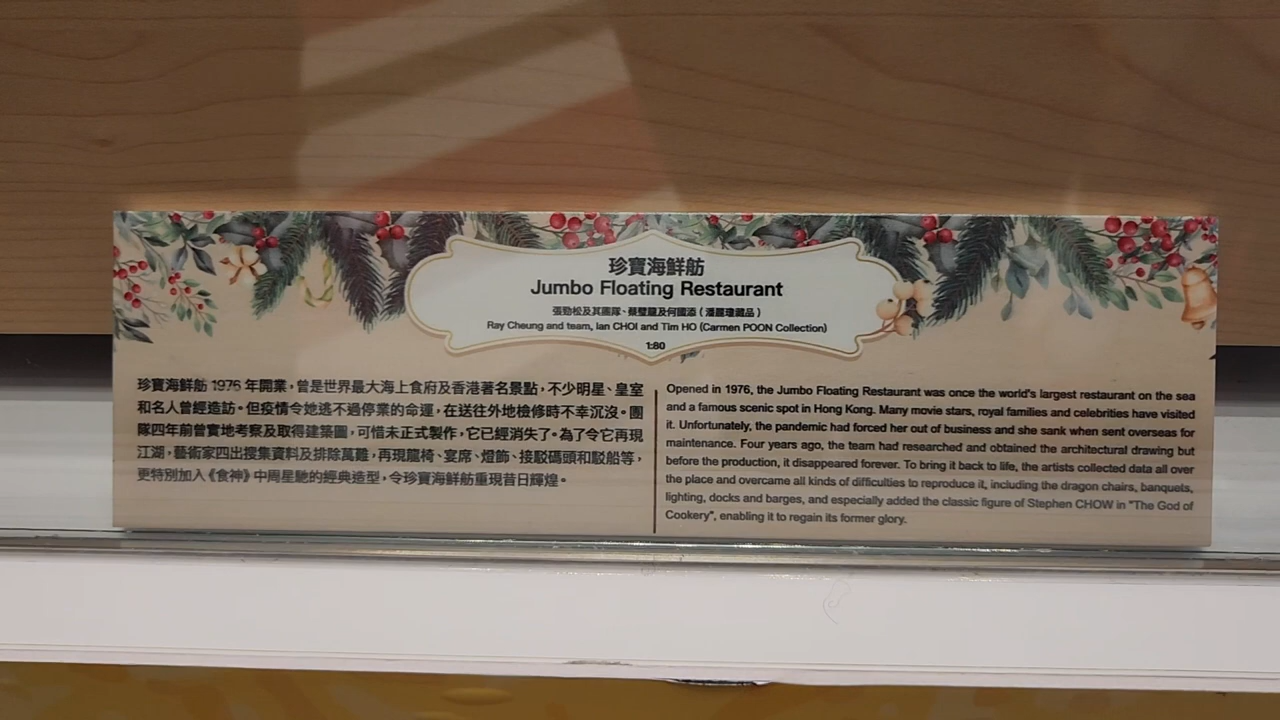 珍寶海鮮舫
Jumbo Floating Restaurant
張勁松及其團隊、蔡璧龍及何國添（潘麗瓊藏品）
Ray Cheung and team, Ian CHOI and Tim HO (Carmen POON Collection)
1:80
珍寶海鮮舫 1976 年開業，曾是世界最大海上食府及香港著名景點，不少明星、皇室
和名人曾經造訪。但疫情令她逃不過停業的命運，在送往外地檢修時不幸沉沒。團
隊四年前曾實地考察及取得建築圖，可惜未正式製作，它已經消失了。為了令它再現
江湖，藝術家四出搜集資料及排除萬難，再現龍椅、宴席、燈飾、接駁碼頭和駁船等，
更特別加入《食神》中周星馳的經典造型，令珍寶海鮮舫重現昔日輝煌。
Opened in 1976, the Jumbo Floating Restaurant was once the world's largest restaurant on the sea
and a famous scenic spot in Hong Kong. Many movie stars, royal families and celebrities have visited
it. Unfortunately, the pandemic had forced her out of business and she sank when sent overseas for
maintenance. Four years ago, the team had researched and obtained the architectural drawing but
before the production, it disappeared forever. To bring it back to life, the artists collected data all over
the place and overcame all kinds of difficulties to reproduce it, including the dragon chairs, banquets,
lighting, docks and barges, and especially added the classic figure of Stephen CHOW in "The God of
Cookery", enabling it to regain its former glory.